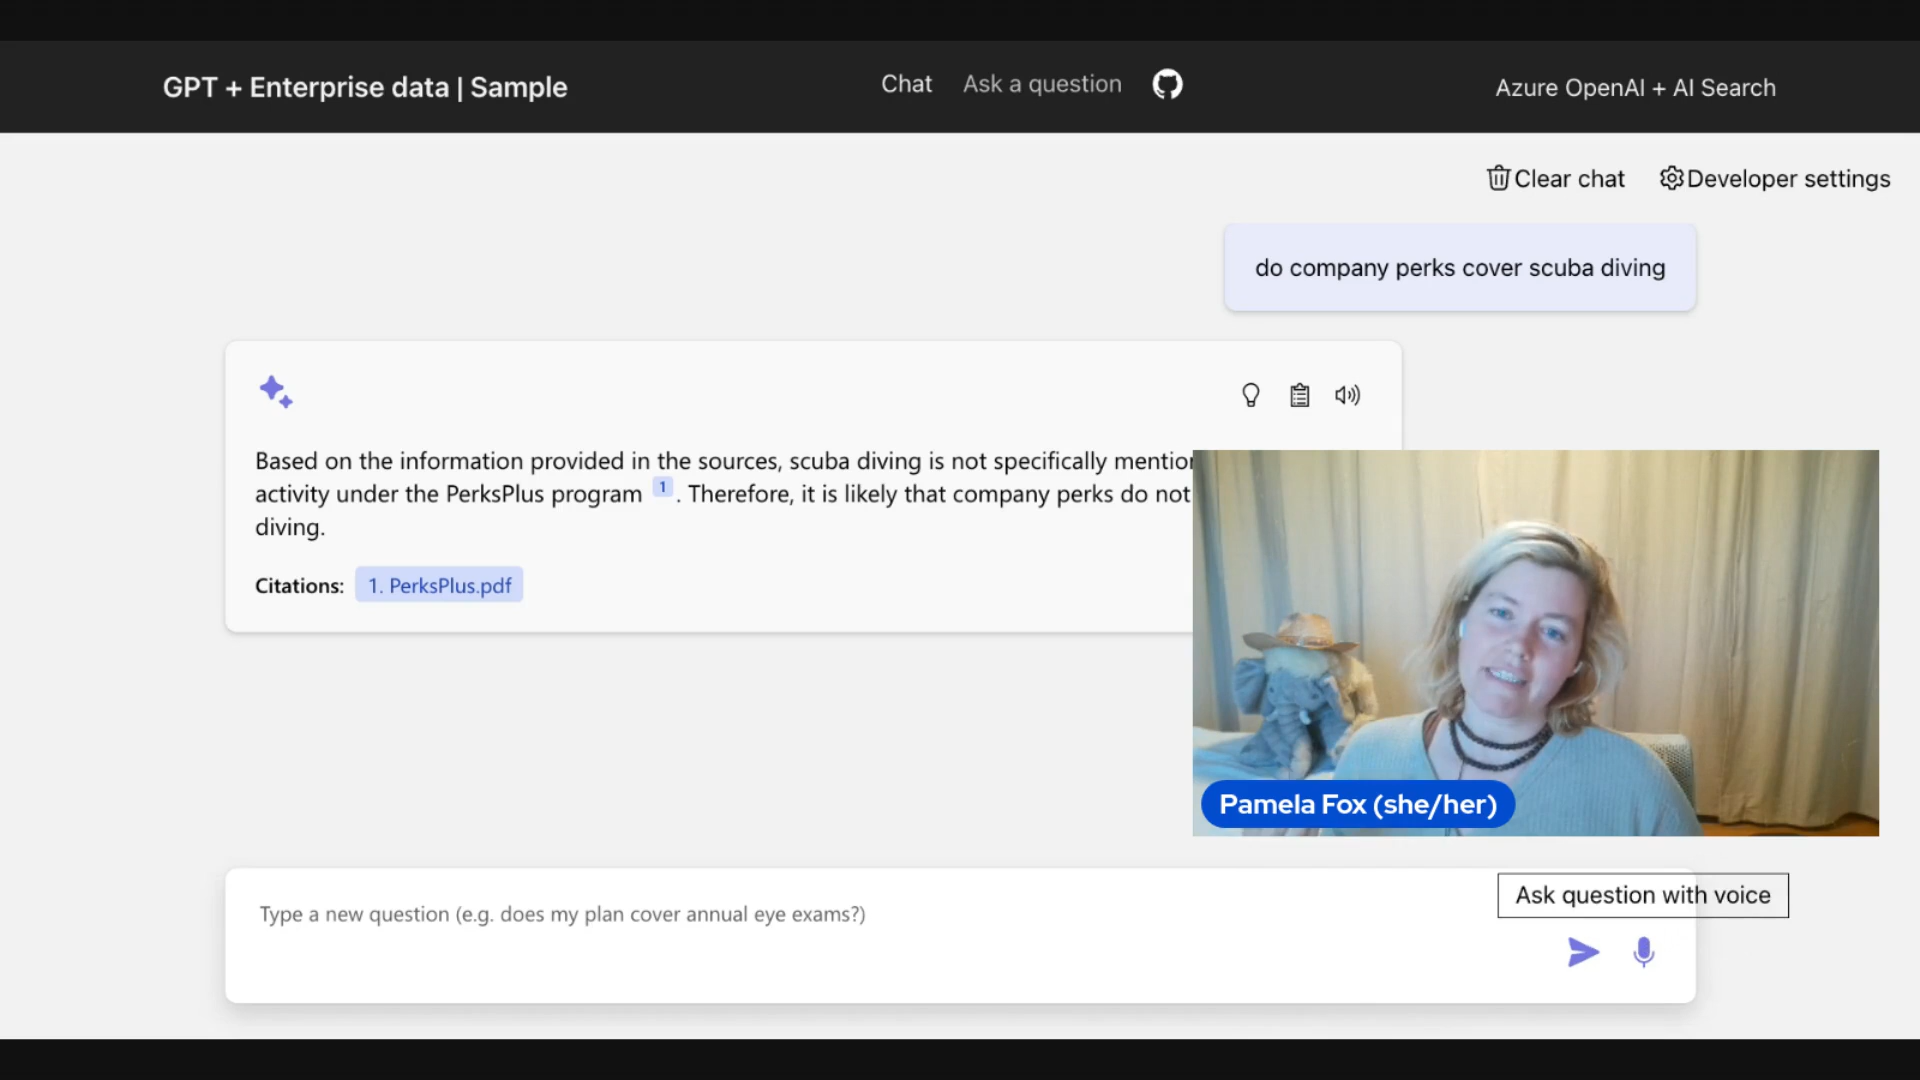 GPT + Enterprise data | Sample
Chat
Ask a question
Azure OpenAI + AI Search
Clear chat
Developer settings
do company perks cover scuba diving
Based on the information provided in the sources, scuba diving is not specifically
activity under the PerksPlus program 1. Therefore, it is likely that company perks do not
diving.
Citations: 1. PerksPlus.pdf
Pamela Fox (she/her)
Ask question with voice
Type a new question (e.g. does my plan cover annual eye exams?)